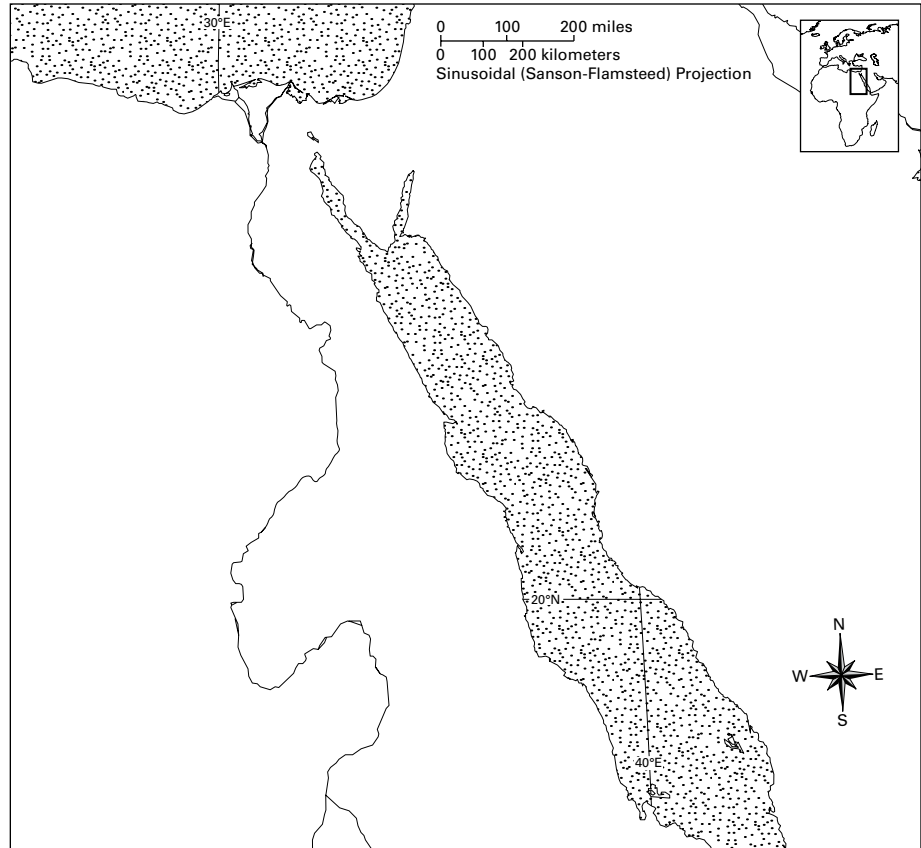 30°E
0 100 200 miles
0 100 200 kilometers
Sinusoidal (Sanson-Flamsteed) Projection
20°N
N
W E
S
40°E